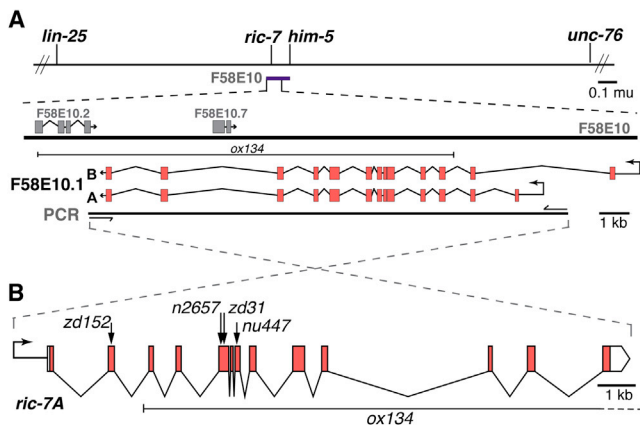 A
lin-25 ric-7 him-5 unc-76
F58E10
0.1 mu
F58E10.2 F58E10.7 F58E10
ox134
B
F58E10.1
A
PCR
1 kb
B
n2657 zd31
zd152 nu447
1 kb
ric-7A
ox134